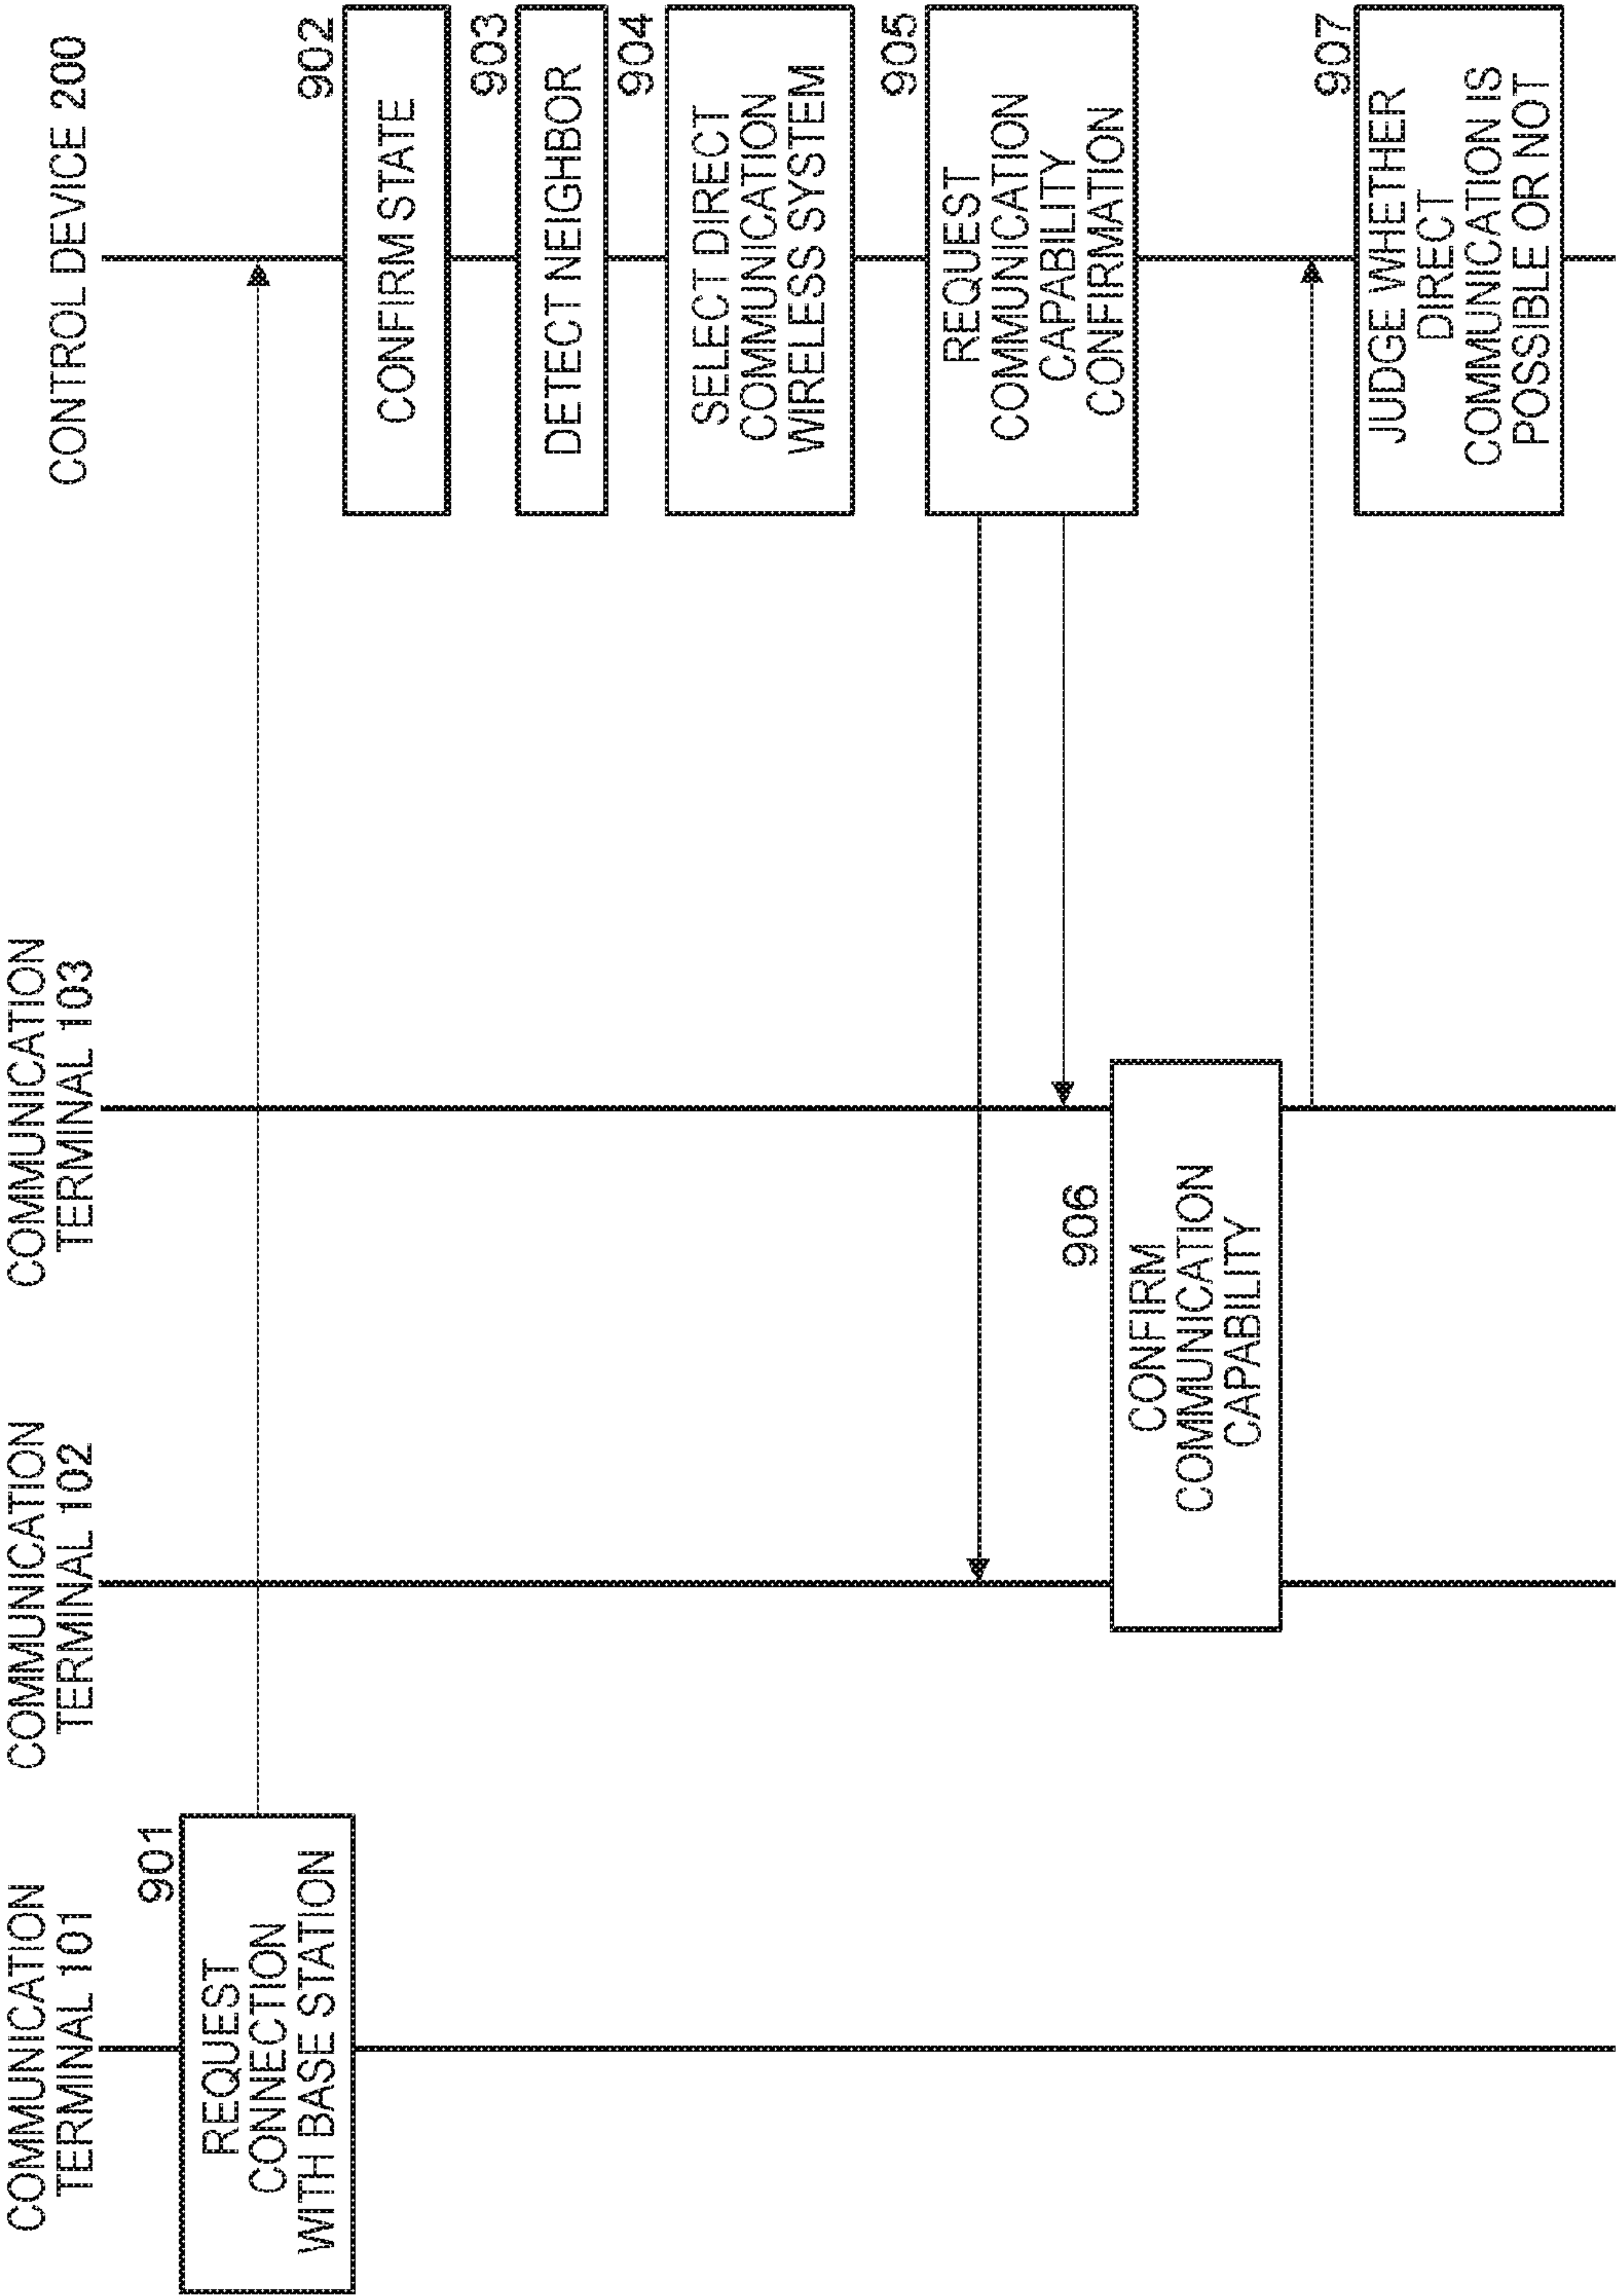 COMMUNICATION
TERMINAL 101
COMMUNICATION
TERMINAL 102
COMMUNICATION
TERMINAL 103
CONTROL DEVICE 200
901
REQUEST
CONNECTION
WITH BASE STATION
902
CONFIRM STATE
903
DETECT NEIGHBOR
904
SELECT DIRECT
COMMUNICATION
WIRELESS SYSTEM
905
REQUEST
COMMUNICATION
CAPABILITY
CONFIRMATION
906
CONFIRM
COMMUNICATION
CAPABILITY
907
JUDGE WHETHER
DIRECT
COMMUNICATION IS
POSSIBLE OR NOT